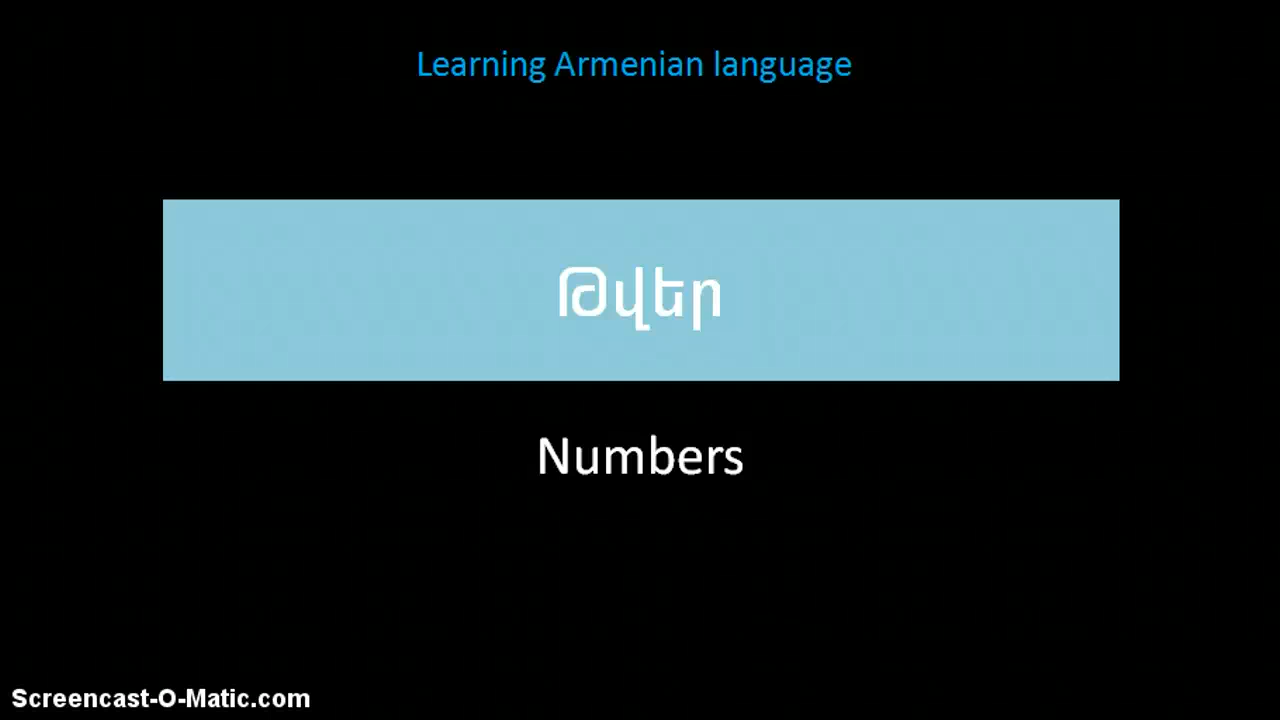 Learning Armenian language
Թվեր
Numbers
Screencast-O-Matic.com